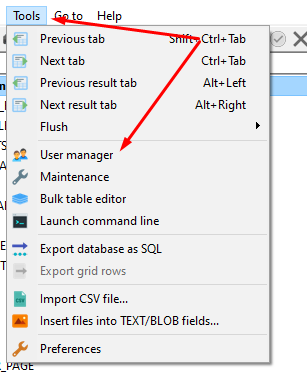 Tools Go to Help
Previous tab Shift+Ctrl+Tab
Next tab Ctrl+Tab
Previous result tab Alt+Left
Next result tab Alt+Right
Flush
User manager
Maintenance
Bulk table editor
Launch command line
Export database as SQL
Export grid rows
Import CSV file...
Insert files into TEXT/BLOB fields...
Preferences
_PAGE